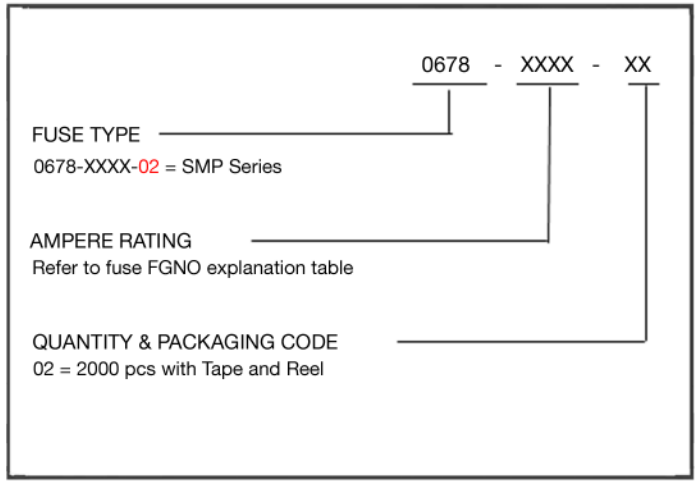 0678 - XXXX - XX
FUSE TYPE
0678-XXXX-02 = SMP Series
AMPERE RATING
Refer to fuse FGNO explanation table
QUANTITY & PACKAGING CODE
02 = 2000 pcs with Tape and Reel